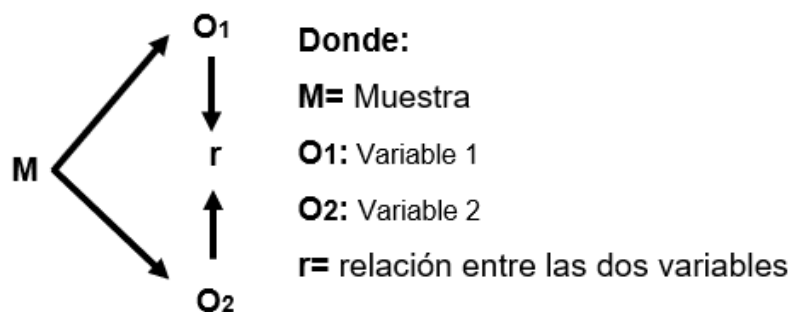 O1
Donde:
M= Muestra
r
O1: Variable 1
M
O2: Variable 2
r= relación entre las dos variables
O2